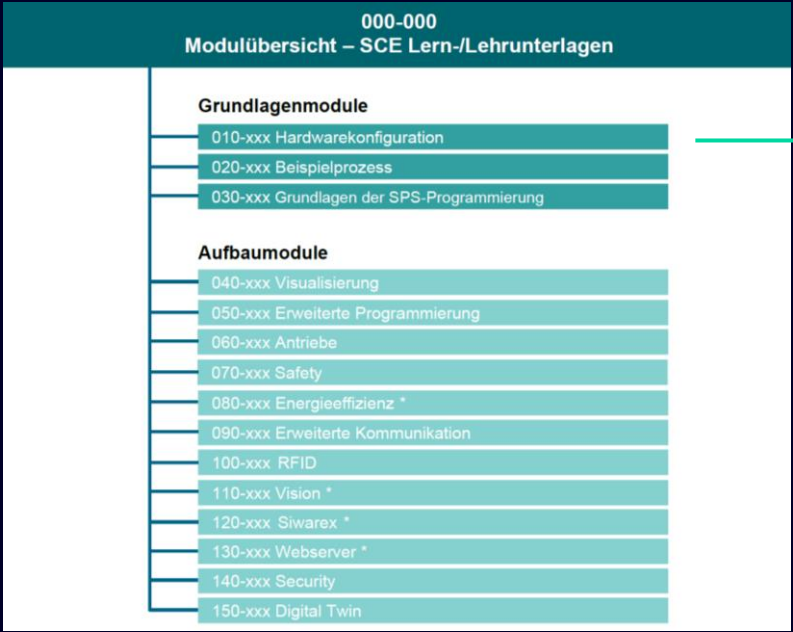 000-000
Modulübersicht – SCE Lern-/Lehrunterlagen
Grundlagenmodule
010-xxx Hardwarekonfiguration
020-xxx Beispielprozess
030-xxx Grundlagen der SPS-Programmierung
Aufbaumodule
040-xxx Visualisierung
050-xxx Erweiterte Programmierung
060-xxx Antriebe
070-xxx Safety
080-xxx Energieeffizienz *
090-xxx Erweiterte Kommunikation
100-xxx RFID
110-xxx Vision *
120-xxx Siwarex *
130-xxx Webserver *
140-xxx Security
150-xxx Digital Twin